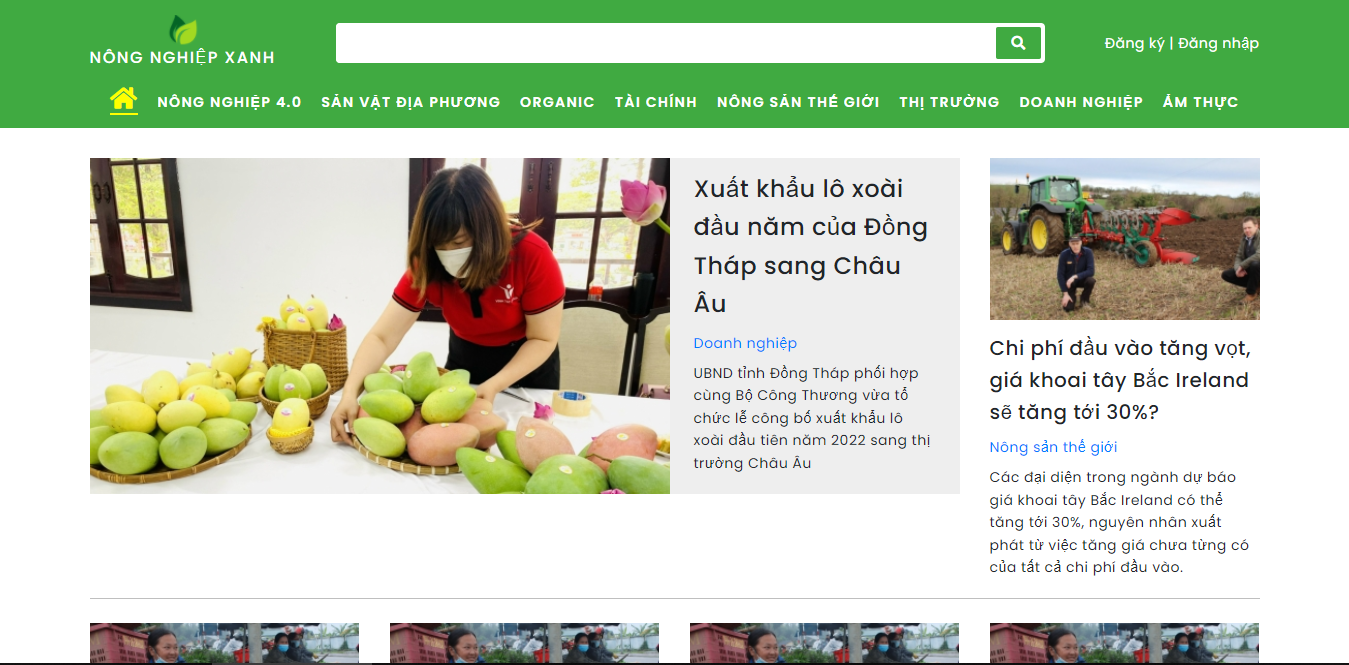 NÔNG NGHIỆP XANH
Đăng ký | Đăng nhập
NÔNG NGHIỆP 4.0 SẢN VẬT ĐỊA PHƯƠNG ORGANIC TÀI CHÍNH NÔNG SẢN THẾ GIỚI THỊ TRƯỜNG DOANH NGHIỆP ẨM THỰC
Xuất khẩu lô xoài
đầu năm của Đồng
Tháp sang Châu
Âu
Doanh nghiệp
UBND tỉnh Đồng Tháp phối hợp
cùng Bộ Công Thương vừa tổ
chức lễ công bố xuất khẩu lô
xoài đầu tiên năm 2022 sang thị
trường Châu Âu
Chi phí đầu vào tăng vọt,
giá khoai tây Bắc Ireland
sẽ tăng tới 30%?
Nông sản thế giới
Các đại diện trong ngành dự báo
giá khoai tây Bắc Ireland có thể
tăng tới 30%, nguyên nhân xuất
phát từ việc tăng giá chưa từng có
của tất cả chi phí đầu vào.